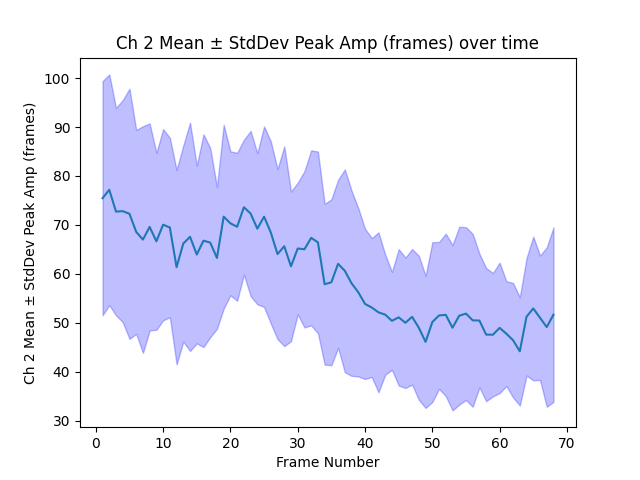 Ch 2 Mean ± StdDev Peak Amp (frames) over time
100
90
80
70
60
50
40
30
Ch 2 Mean ± StdDev Peak Amp (frames)
0 10 20 30 40 50 60 70
Frame Number